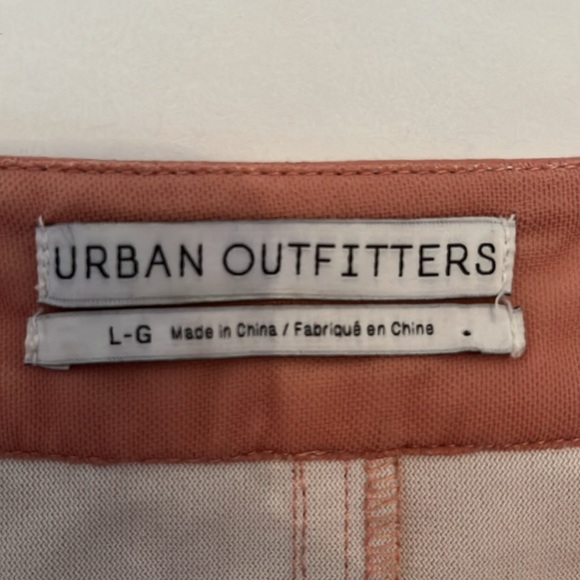 URBAN OUTFITTERS
L-G Made in China / Fabriqué en Chine